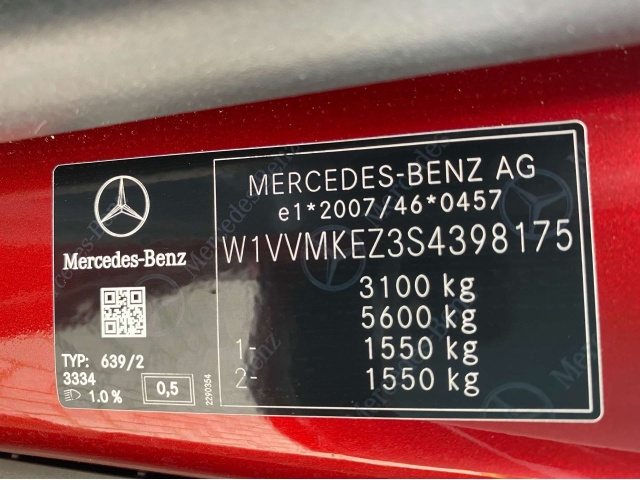 MERCEDES-BENZ AG
e1*2007/46*0457
W1VVMKEZ3S4398175
3100 kg
5600 kg
1- 1550 kg
2- 1550 kg
Mercedes-Benz
TYP: 639/2
3334
1.0 % 0,5
2290354